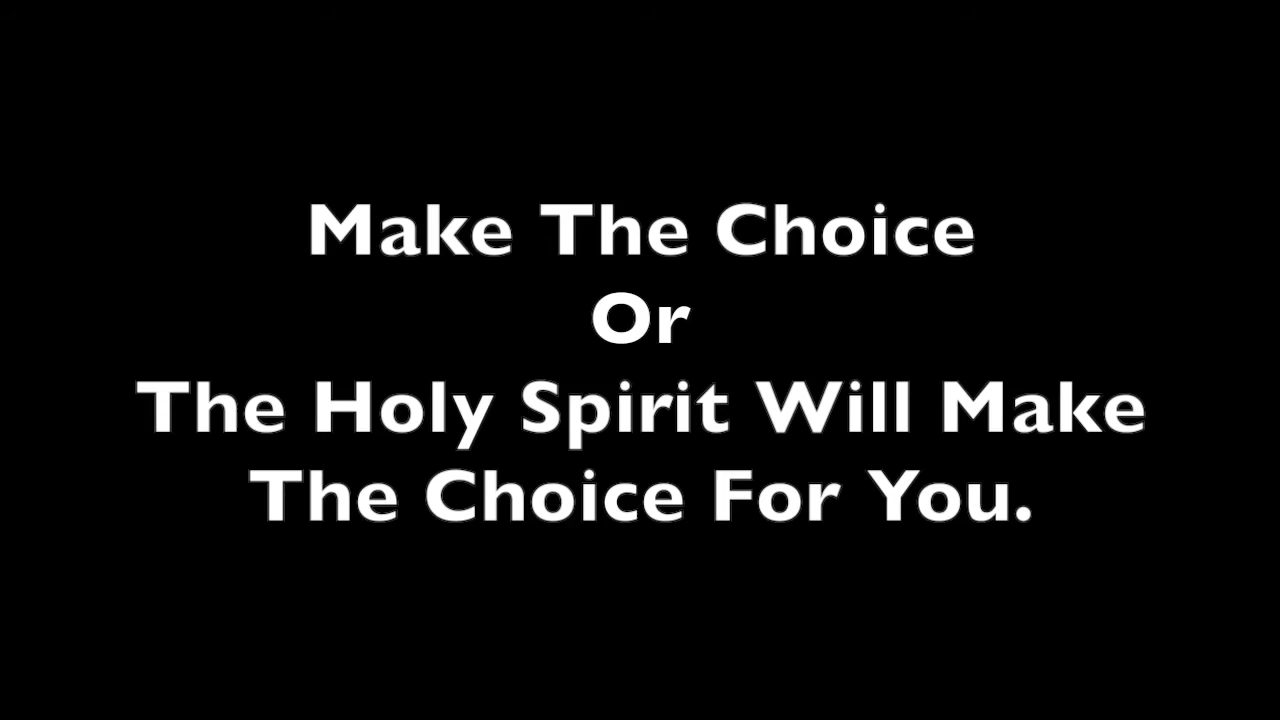 Make The Choice
Or
The Holy Spirit Will Make
The Choice For You.